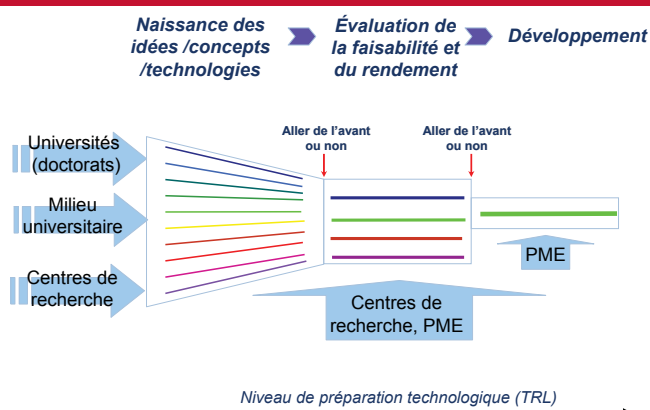 Naissance des
idées /concepts
/technologies
Évaluation de
la faisabilité et
du rendement
Développement
Aller de l'avant
ou non
Aller de l'avant
ou non
Universités
(doctorats)
Milieu
universitaire
Centres de
recherche
PME
Centres de
recherche, PME
Niveau de préparation technologique (TRL)